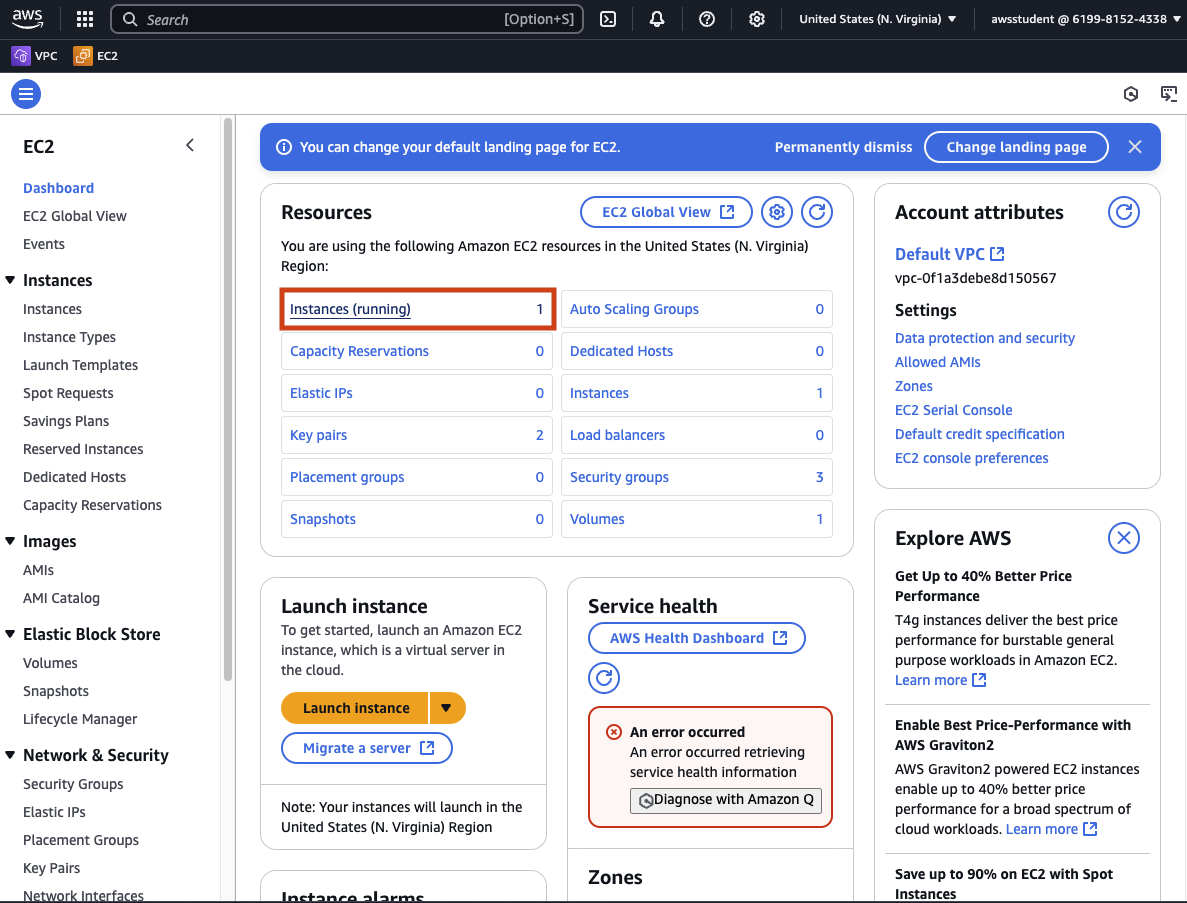 aws
Search [Option+S]
United States (N. Virginia)
awsstudent @ 6199-8152-4338
VPC
EC2
EC2
Dashboard
EC2 Global View
Events
Instances
Instances
Instance Types
Launch Templates
Spot Requests
Savings Plans
Reserved Instances
Dedicated Hosts
Capacity Reservations
Images
AMIs
AMI Catalog
Elastic Block Store
Volumes
Snapshots
Lifecycle Manager
Network & Security
Security Groups
Elastic IPs
Placement Groups
Key Pairs
Network Interfaces
You can change your default landing page for EC2.
Permanently dismiss
Change landing page
Resources
EC2 Global View
You are using the following Amazon EC2 resources in the United States (N. Virginia)
Region:
Instances (running) 1
Auto Scaling Groups 0
Capacity Reservations 0
Dedicated Hosts 0
Elastic IPs 0
Instances 1
Key pairs 2
Load balancers 0
Placement groups 0
Security groups 3
Snapshots 0
Volumes 1
Launch instance
To get started, launch an Amazon EC2
instance, which is a virtual server in
the cloud.
Launch instance
Migrate a server
Note: Your instances will launch in the
United States (N. Virginia) Region
Instance alarms
Service health
AWS Health Dashboard
An error occurred
An error occurred retrieving
service health information
Diagnose with Amazon Q
Zones
Account attributes
Default VPC
vpc-0f1a3debe8d150567
Settings
Data protection and security
Allowed AMIs
Zones
EC2 Serial Console
Default credit specification
EC2 console preferences
Explore AWS
Get Up to 40% Better Price
Performance
T4g instances deliver the best price
performance for burstable general
purpose workloads in Amazon EC2.
Learn more
Enable Best Price-Performance with
AWS Graviton2
AWS Graviton2 powered EC2 instances
enable up to 40% better price
performance for a broad spectrum of
cloud workloads. Learn more
Save up to 90% on EC2 with Spot
Instances